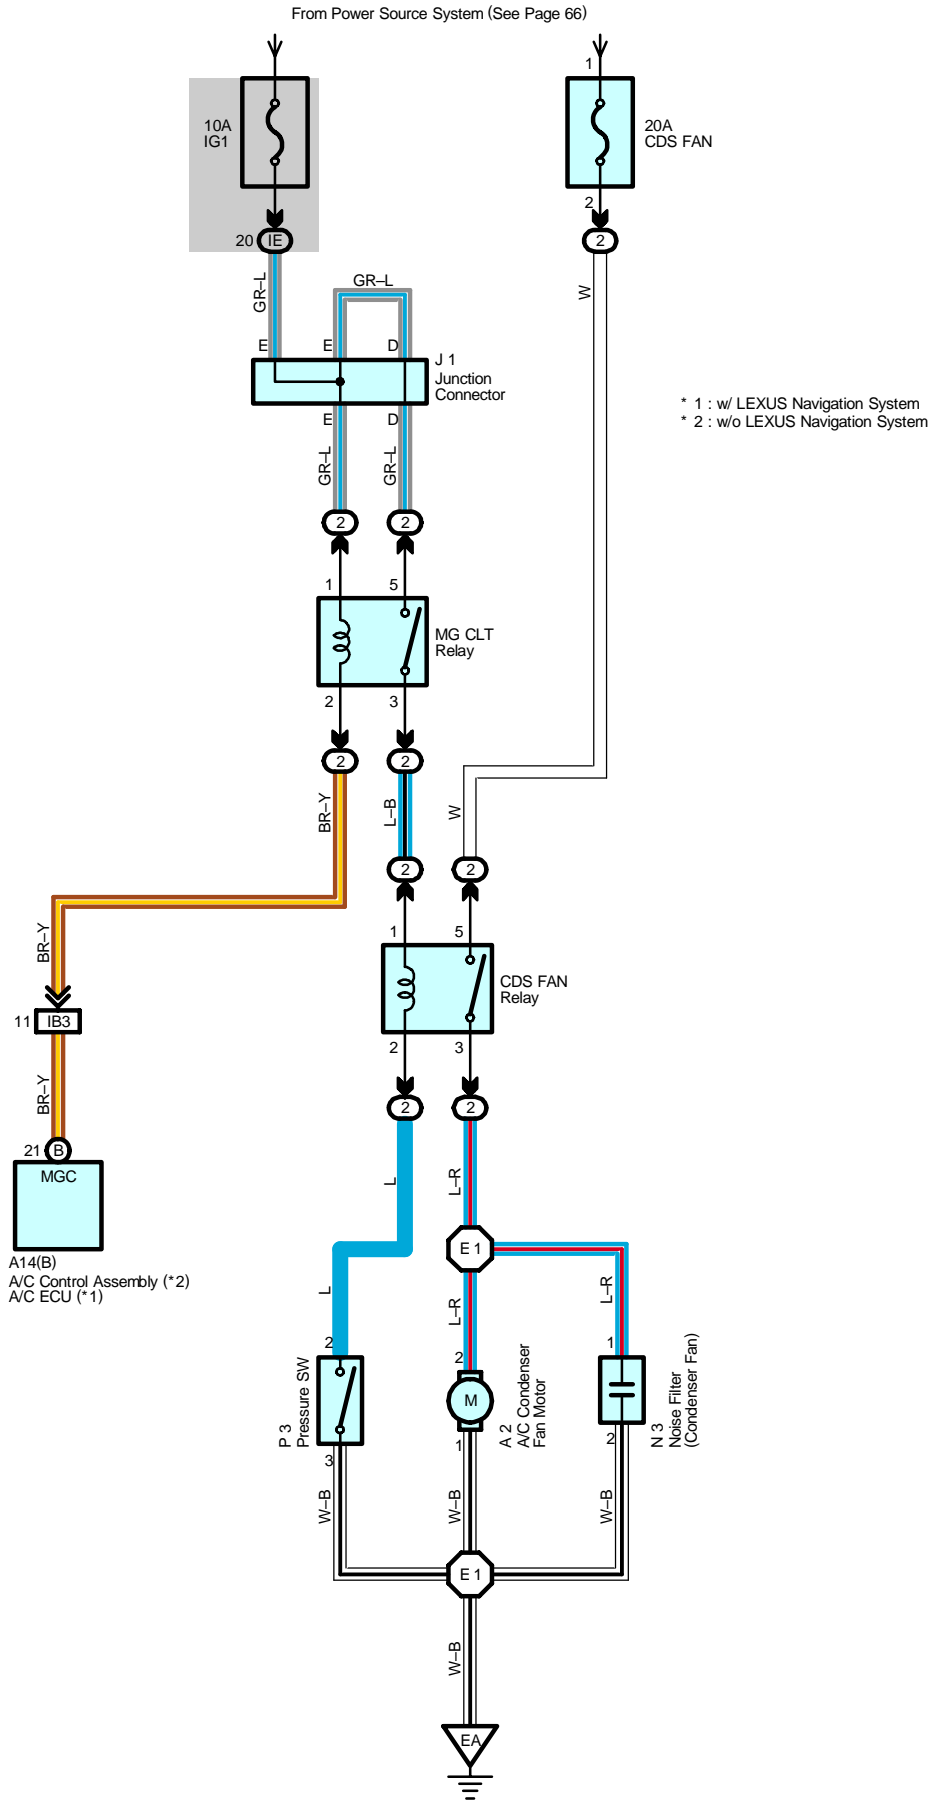 From Power Source System (See Page 66)
1
10A
IG1
20A
CDS FAN
2
20
IE
2
GR–L
GR–L
W
E
E
D
J 1
Junction
Connector
E
D
* 1 : w/ LEXUS Navigation System
* 2 : w/o LEXUS Navigation System
GR–L
GR–L
2
2
1
5
MG CLT
Relay
2
3
2
2
BR–Y
L–B
W
2
2
BR–Y
1
5
CDS FAN
Relay
11
IB3
2
3
BR–Y
2
2
21
B
MGC
L
L–R
A14(B)
A/C Control Assembly (*2)
A/C ECU (*1)
E 1
L
L–R
L–R
2
2
1
P 3
Pressure SW
M
A 2
A/C Condenser
Fan Motor
N 3
Noise Filter
(Condenser Fan)
3
1
2
W–B
W–B
W–B
E 1
W–B
EA